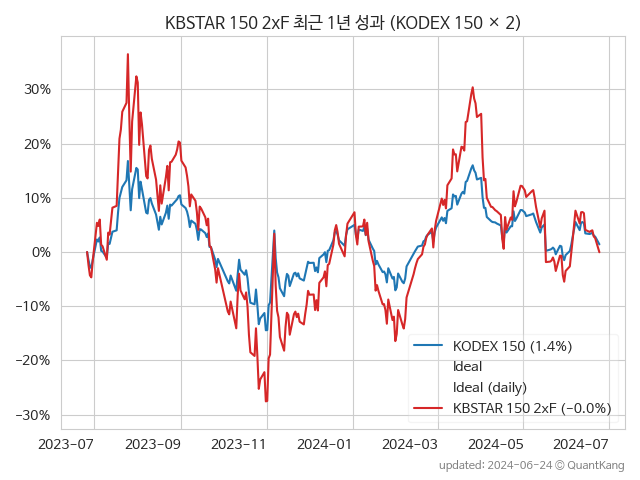 KBSTAR 150 2xF 최근 1년 성과 (KODEX 150 × 2)
30%
20%
10%
0%
−10%
−20%
−30%
2023-07
2023-09
2023-11
2024-01
2024-03
2024-05
2024-07
KODEX 150 (1.4%)
Ideal
Ideal (daily)
KBSTAR 150 2xF (−0.0%)
updated: 2024-06-24 © QuantKang